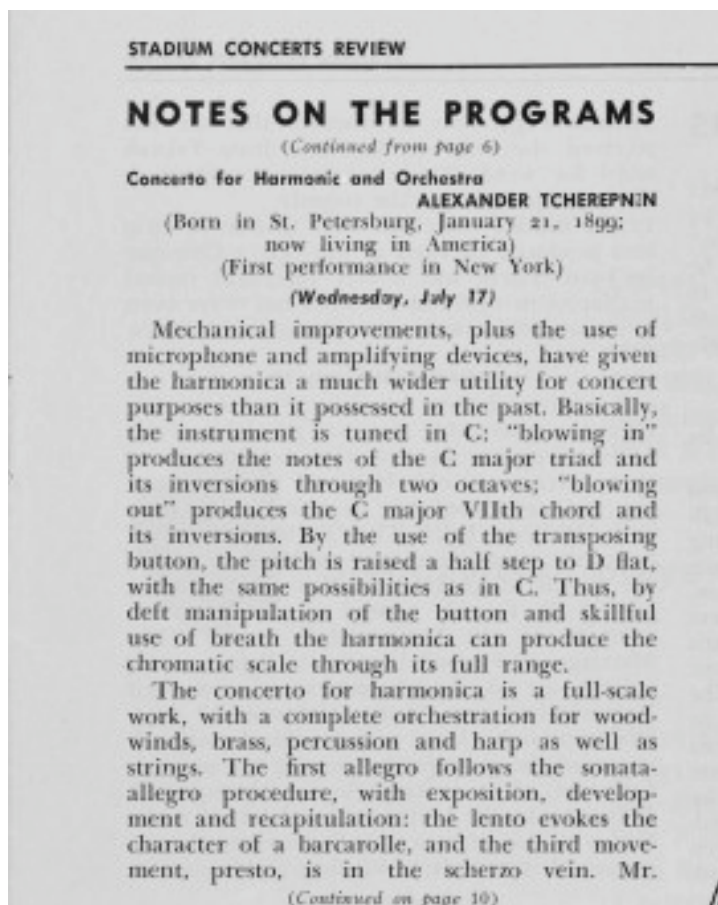 STADIUM CONCERTS REVIEW
NOTES ON THE PROGRAMS
(Continued from page 6)
Concerto for Harmonic and Orchestra
ALEXANDER TCHEREPNIN
(Born in St. Petersburg, January 21, 1899;
now living in America)
(First performance in New York)
(Wednesday, July 17)
Mechanical improvements, plus the use of
microphone and amplifying devices, have given
the harmonica a much wider utility for concert
purposes than it possessed in the past. Basically,
the instrument is tuned in C: "blowing in"
produces the notes of the C major triad and
its inversions through two octaves; "blowing
out" produces the C major VIIth chord and
its inversions. By the use of the transposing
button, the pitch is raised a half step to D flat,
with the same possibilities as in C. Thus, by
deft manipulation of the button and skillful
use of breath the harmonica can produce the
chromatic scale through its full range.
The concerto for harmonica is a full-scale
work, with a complete orchestration for wood-
winds, brass, percussion and harp as well as
strings. The first allegro follows the sonata-
allegro procedure, with exposition, develop-
ment and recapitulation: the lento evokes the
character of a barcarolle, and the third move-
ment, presto, is in the scherzo vein. Mr.
(Continued on page 10)